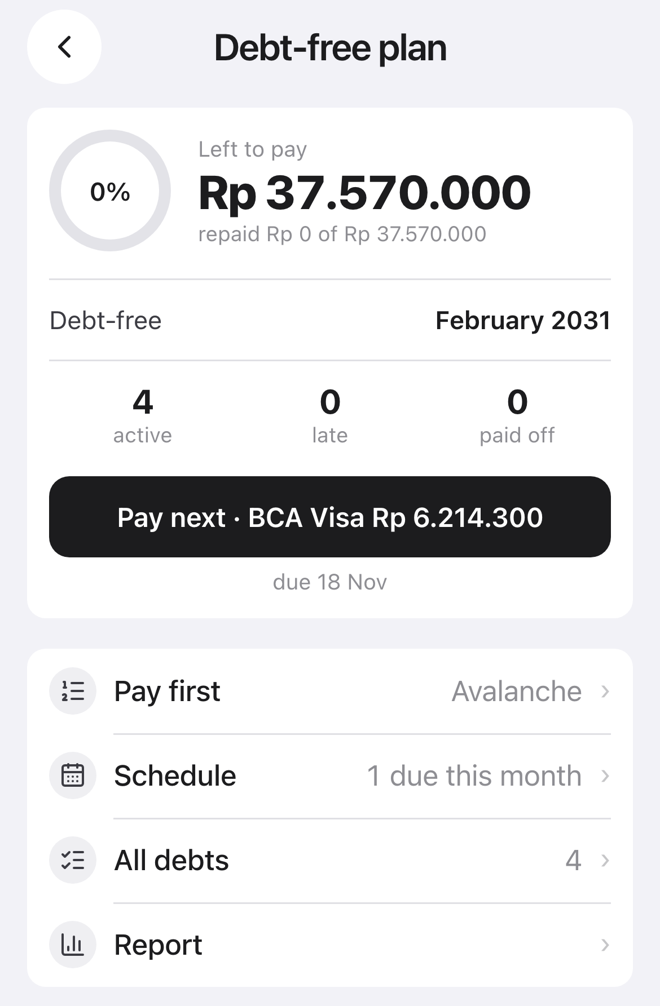 Debt-free plan
0%
Left to pay
Rp 37.570.000
repaid Rp 0 of Rp 37.570.000
Debt-free February 2031
4 0 0
active late paid off
Pay next · BCA Visa Rp 6.214.300
due 18 Nov
Pay first Avalanche
Schedule 1 due this month
All debts 4
Report